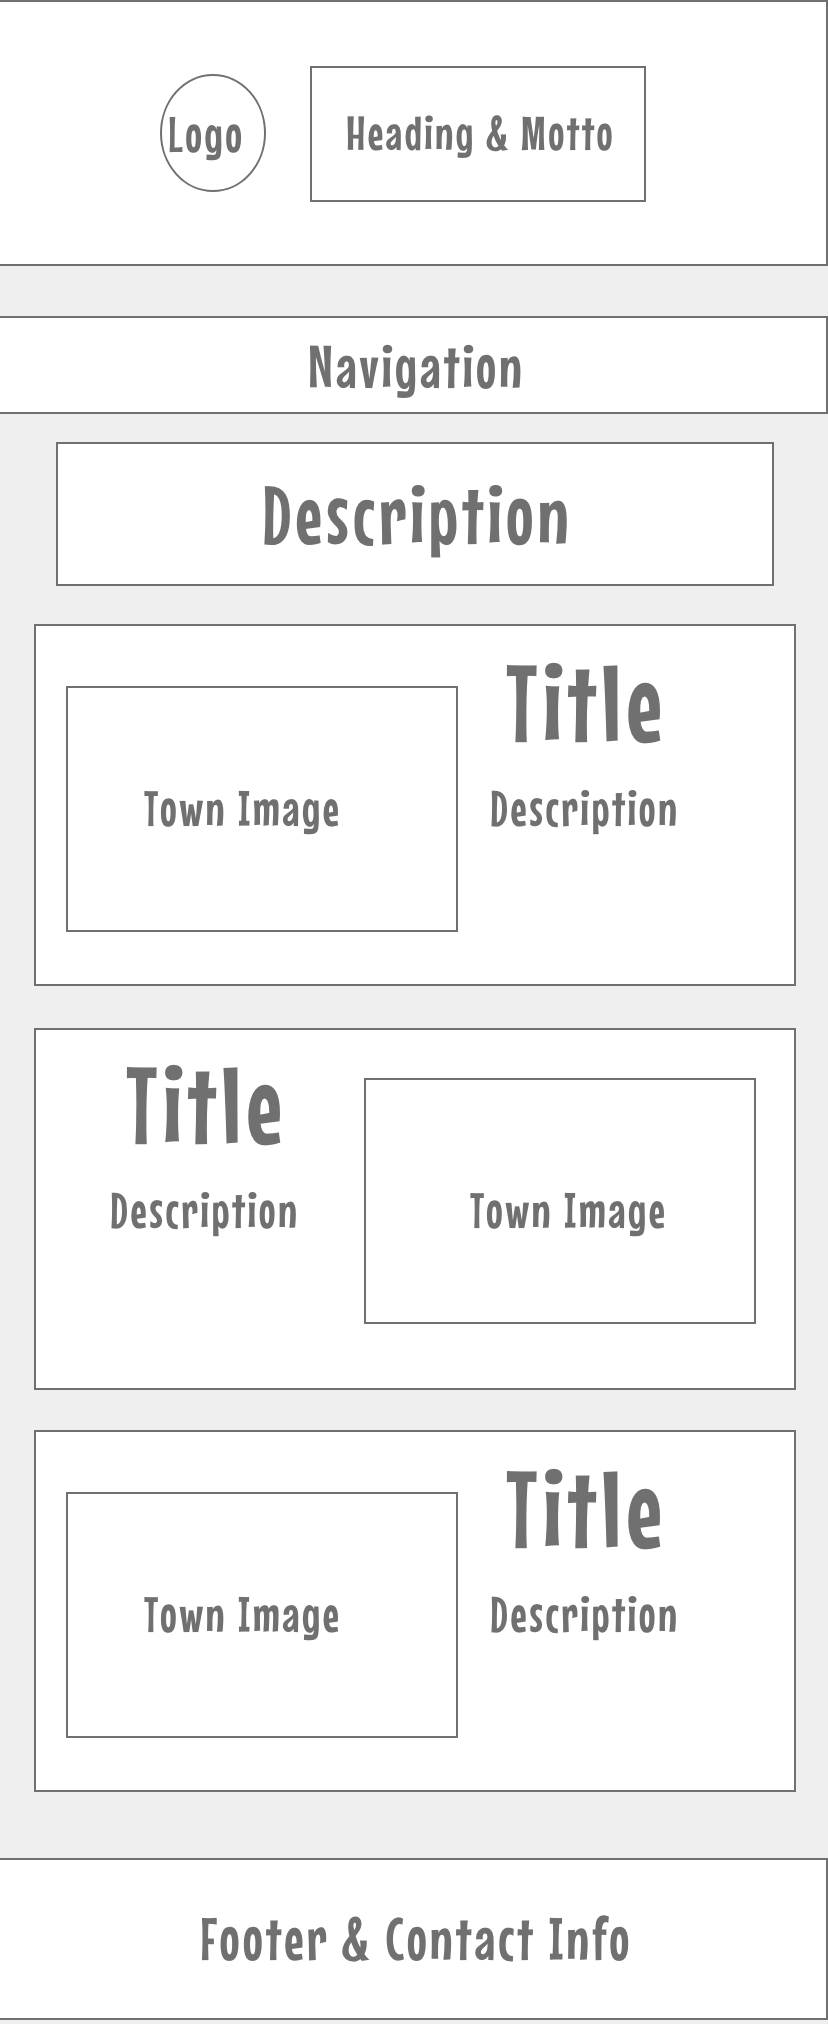 Logo
Heading & Motto
Navigation
Description
Title
Town Image
Description
Title
Description
Town Image
Title
Town Image
Description
Footer & Contact Info